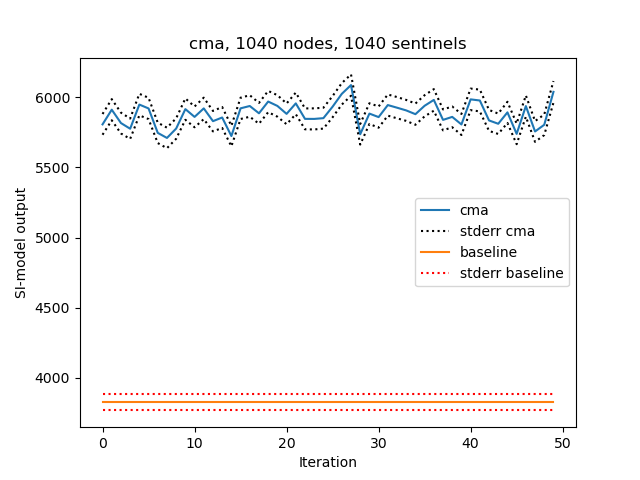 cma, 1040 nodes, 1040 sentinels
6000
5500
5000
4500
4000
SI-model output
cma
stderr cma
baseline
stderr baseline
0 10 20 30 40 50
Iteration